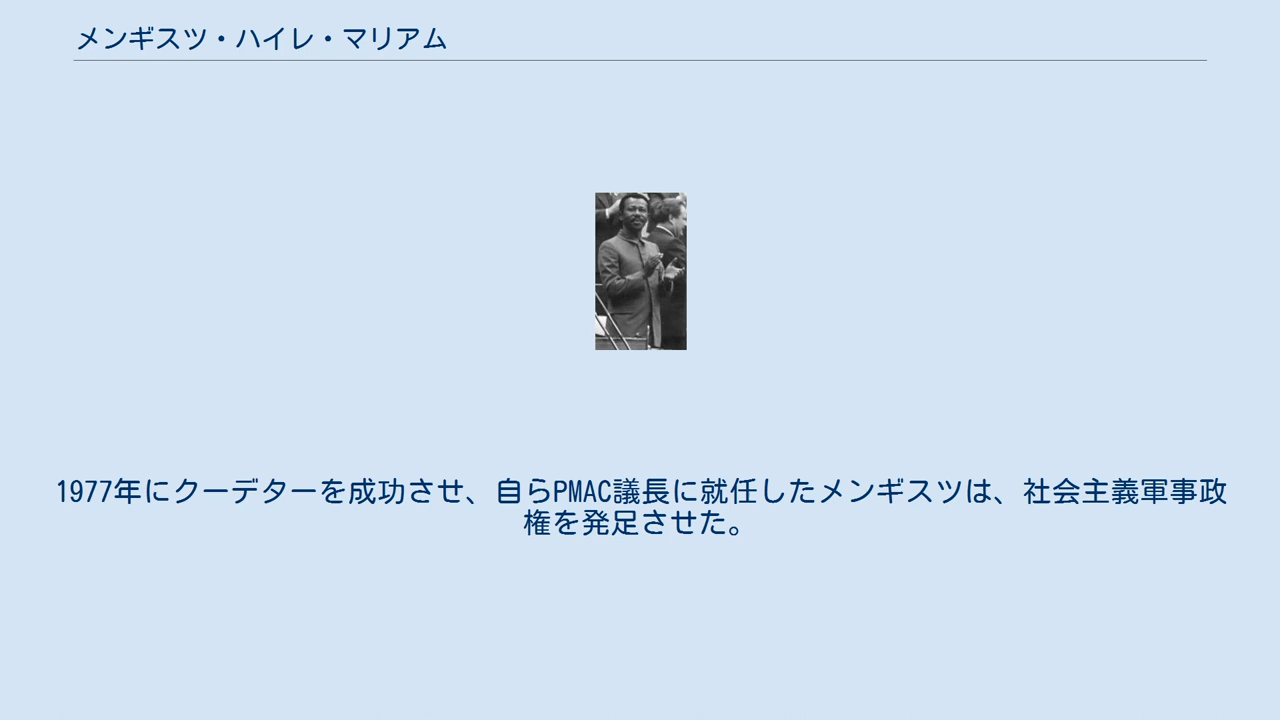 メンギスツ・ハイレ・マリアム
1977年にクーデターを成功させ、自らPMAC議長に就任したメンギスツは、社会主義軍事政
権を発足させた。